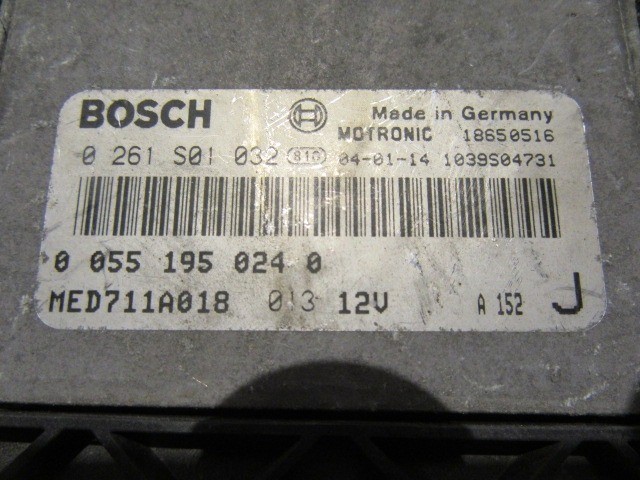 BOSCH Made in Germany
MOTRONIC 18650516
0 261 S01 032 816 04-01-14 1039S04731
0 055 195 024 0
MED711A018 013 12V A 152 J